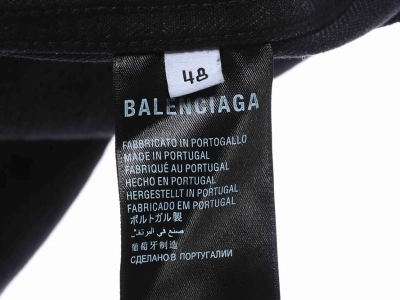 48
BALENCIAGA
FABBRICATO IN PORTOGALLO
MADE IN PORTUGAL
FABRIQUÉ AU PORTUGAL
HECHO EN PORTUGAL
HERGESTELLT IN PORTUGAL
FABRICADO EM PORTUGAL
ポルトガル製
صنع في البرتغال
葡萄牙制造
СДЕЛАНО В ПОРТУГАЛИИ